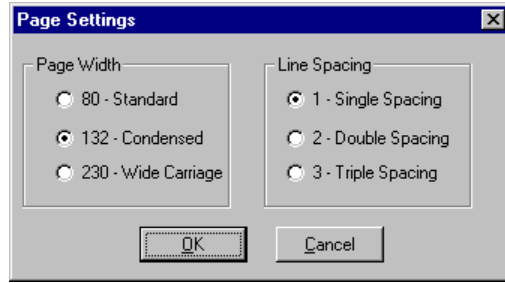 Page Settings
Page Width
80 - Standard
132 - Condensed
230 - Wide Carriage
Line Spacing
1 - Single Spacing
2 - Double Spacing
3 - Triple Spacing
OK
Cancel